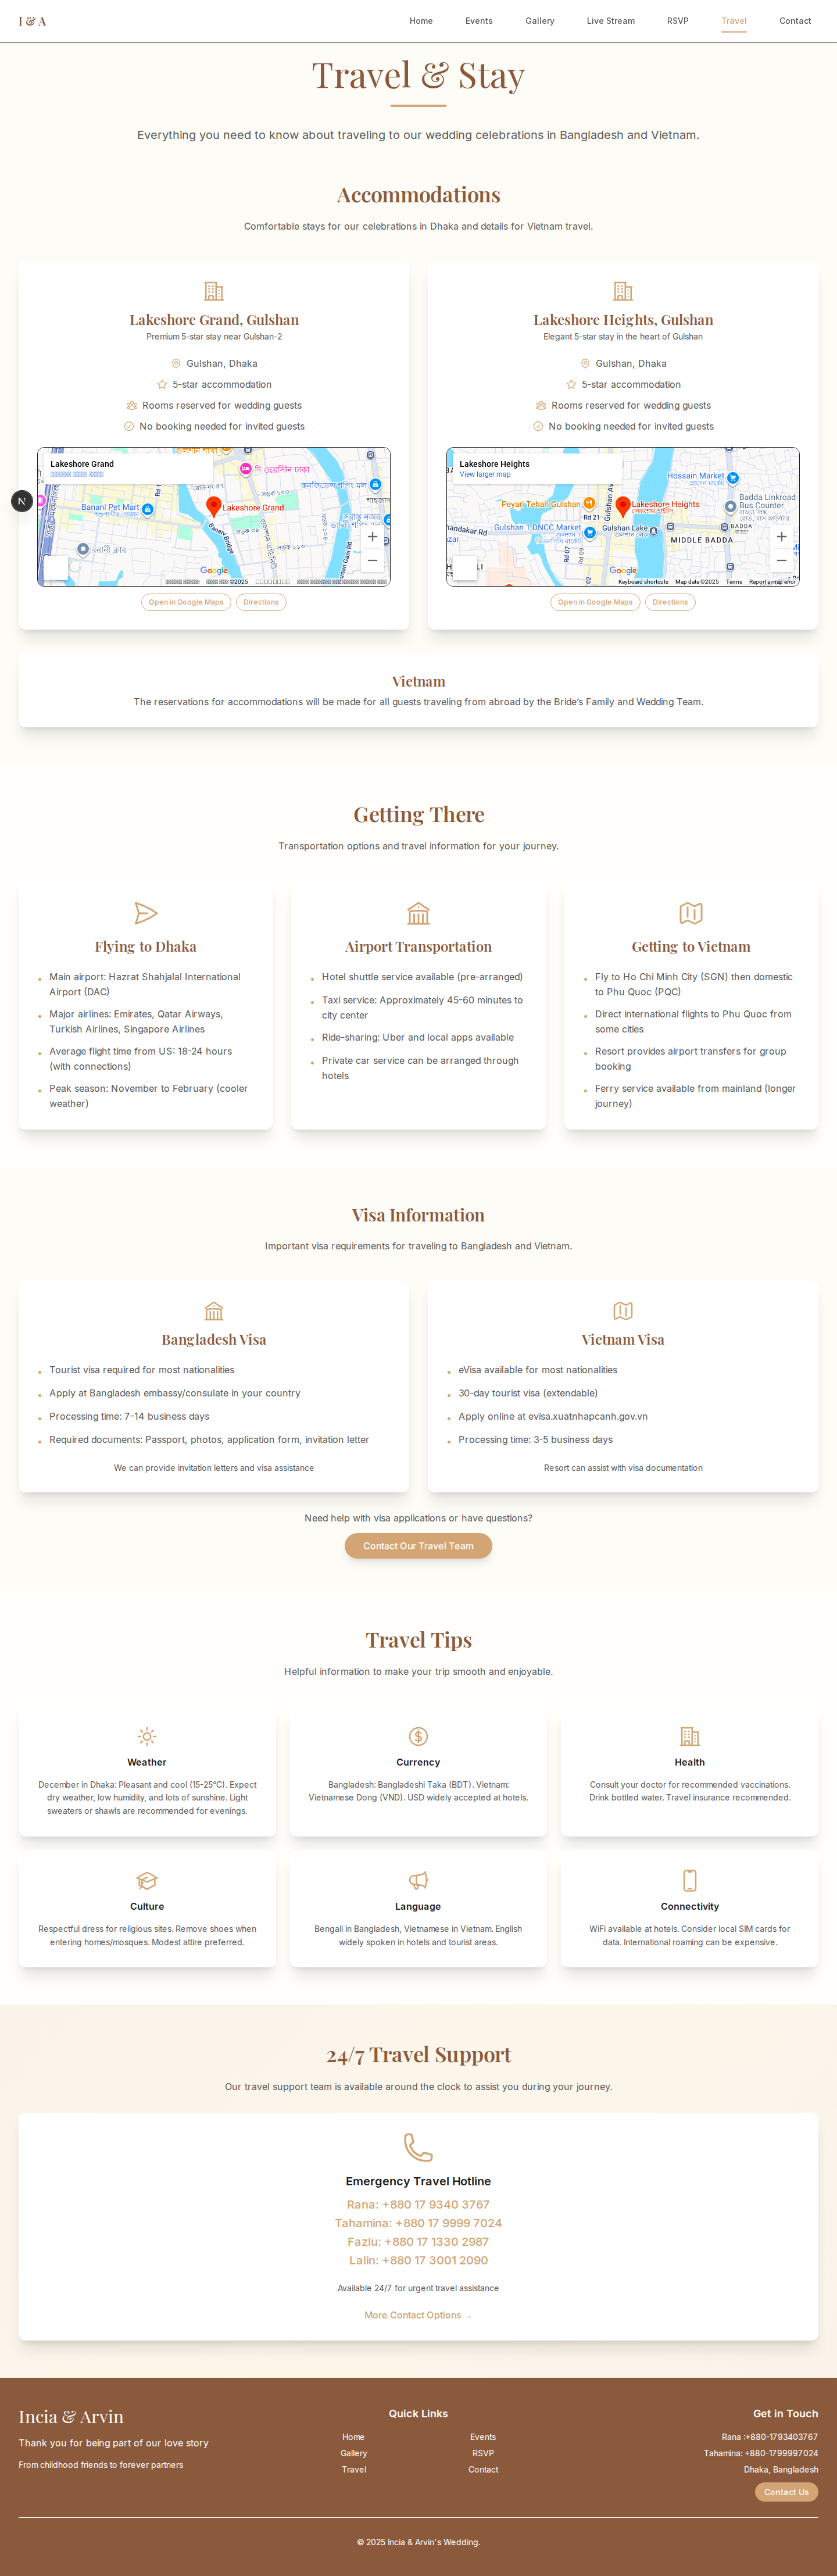 I & A
Home
Events
Gallery
Live Stream
RSVP
Travel
Contact
Travel & Stay
Everything you need to know about traveling to our wedding celebrations in Bangladesh and Vietnam.
Accommodations
Comfortable stays for our celebrations in Dhaka and details for Vietnam travel.
Lakeshore Grand, Gulshan
Premium 5-star stay near Gulshan-2
Gulshan, Dhaka
5-star accommodation
Rooms reserved for wedding guests
No booking needed for invited guests
Lakeshore Grand
Banani Pet Mart
Lakeshore Grand
Banani Bridge
Google
©2025
Open in Google Maps
Directions
Lakeshore Heights, Gulshan
Elegant 5-star stay in the heart of Gulshan
Gulshan, Dhaka
5-star accommodation
Rooms reserved for wedding guests
No booking needed for invited guests
Lakeshore Heights
View larger map
Hossain Market
Badda Linkroad
Bus Counter
Peyari Tehari Gulshan
Lakeshore Heights
Rd 21
Gulshan 1 DNCC Market
Gulshan Lake
BADDA
MIDDLE BADDA
Google
Keyboard shortcuts
Map data ©2025
Terms
Report a map error
Open in Google Maps
Directions
Vietnam
The reservations for accommodations will be made for all guests traveling from abroad by the Bride's Family and Wedding Team.
Getting There
Transportation options and travel information for your journey.
Flying to Dhaka
Main airport: Hazrat Shahjalal International
Airport (DAC)
Major airlines: Emirates, Qatar Airways,
Turkish Airlines, Singapore Airlines
Average flight time from US: 18-24 hours
(with connections)
Peak season: November to February (cooler
weather)
Airport Transportation
Hotel shuttle service available (pre-arranged)
Taxi service: Approximately 45-60 minutes to
city center
Ride-sharing: Uber and local apps available
Private car service can be arranged through
hotels
Getting to Vietnam
Fly to Ho Chi Minh City (SGN) then domestic
to Phu Quoc (PQC)
Direct international flights to Phu Quoc from
some cities
Resort provides airport transfers for group
booking
Ferry service available from mainland (longer
journey)
Visa Information
Important visa requirements for traveling to Bangladesh and Vietnam.
Bangladesh Visa
Tourist visa required for most nationalities
Apply at Bangladesh embassy/consulate in your country
Processing time: 7-14 business days
Required documents: Passport, photos, application form, invitation letter
We can provide invitation letters and visa assistance
Vietnam Visa
eVisa available for most nationalities
30-day tourist visa (extendable)
Apply online at evisa.xuatnhapcanh.gov.vn
Processing time: 3-5 business days
Resort can assist with visa documentation
Need help with visa applications or have questions?
Contact Our Travel Team
Travel Tips
Helpful information to make your trip smooth and enjoyable.
Weather
December in Dhaka: Pleasant and cool (15-25°C). Expect
dry weather, low humidity, and lots of sunshine. Light
sweaters or shawls are recommended for evenings.
Currency
Bangladesh: Bangladeshi Taka (BDT). Vietnam:
Vietnamese Dong (VND). USD widely accepted at hotels.
Health
Consult your doctor for recommended vaccinations.
Drink bottled water. Travel insurance recommended.
Culture
Respectful dress for religious sites. Remove shoes when
entering homes/mosques. Modest attire preferred.
Language
Bengali in Bangladesh, Vietnamese in Vietnam. English
widely spoken in hotels and tourist areas.
Connectivity
WiFi available at hotels. Consider local SIM cards for
data. International roaming can be expensive.
24/7 Travel Support
Our travel support team is available around the clock to assist you during your journey.
Emergency Travel Hotline
Rana: +880 17 9340 3767
Tahamina: +880 17 9999 7024
Fazlu: +880 17 1330 2987
Lalin: +880 17 3001 2090
Available 24/7 for urgent travel assistance
More Contact Options →
Incia & Arvin
Thank you for being part of our love story
From childhood friends to forever partners
Quick Links
Home
Events
Gallery
RSVP
Travel
Contact
Get in Touch
Rana :+880-1793403767
Tahamina: +880-1799997024
Dhaka, Bangladesh
Contact Us
© 2025 Incia & Arvin's Wedding.